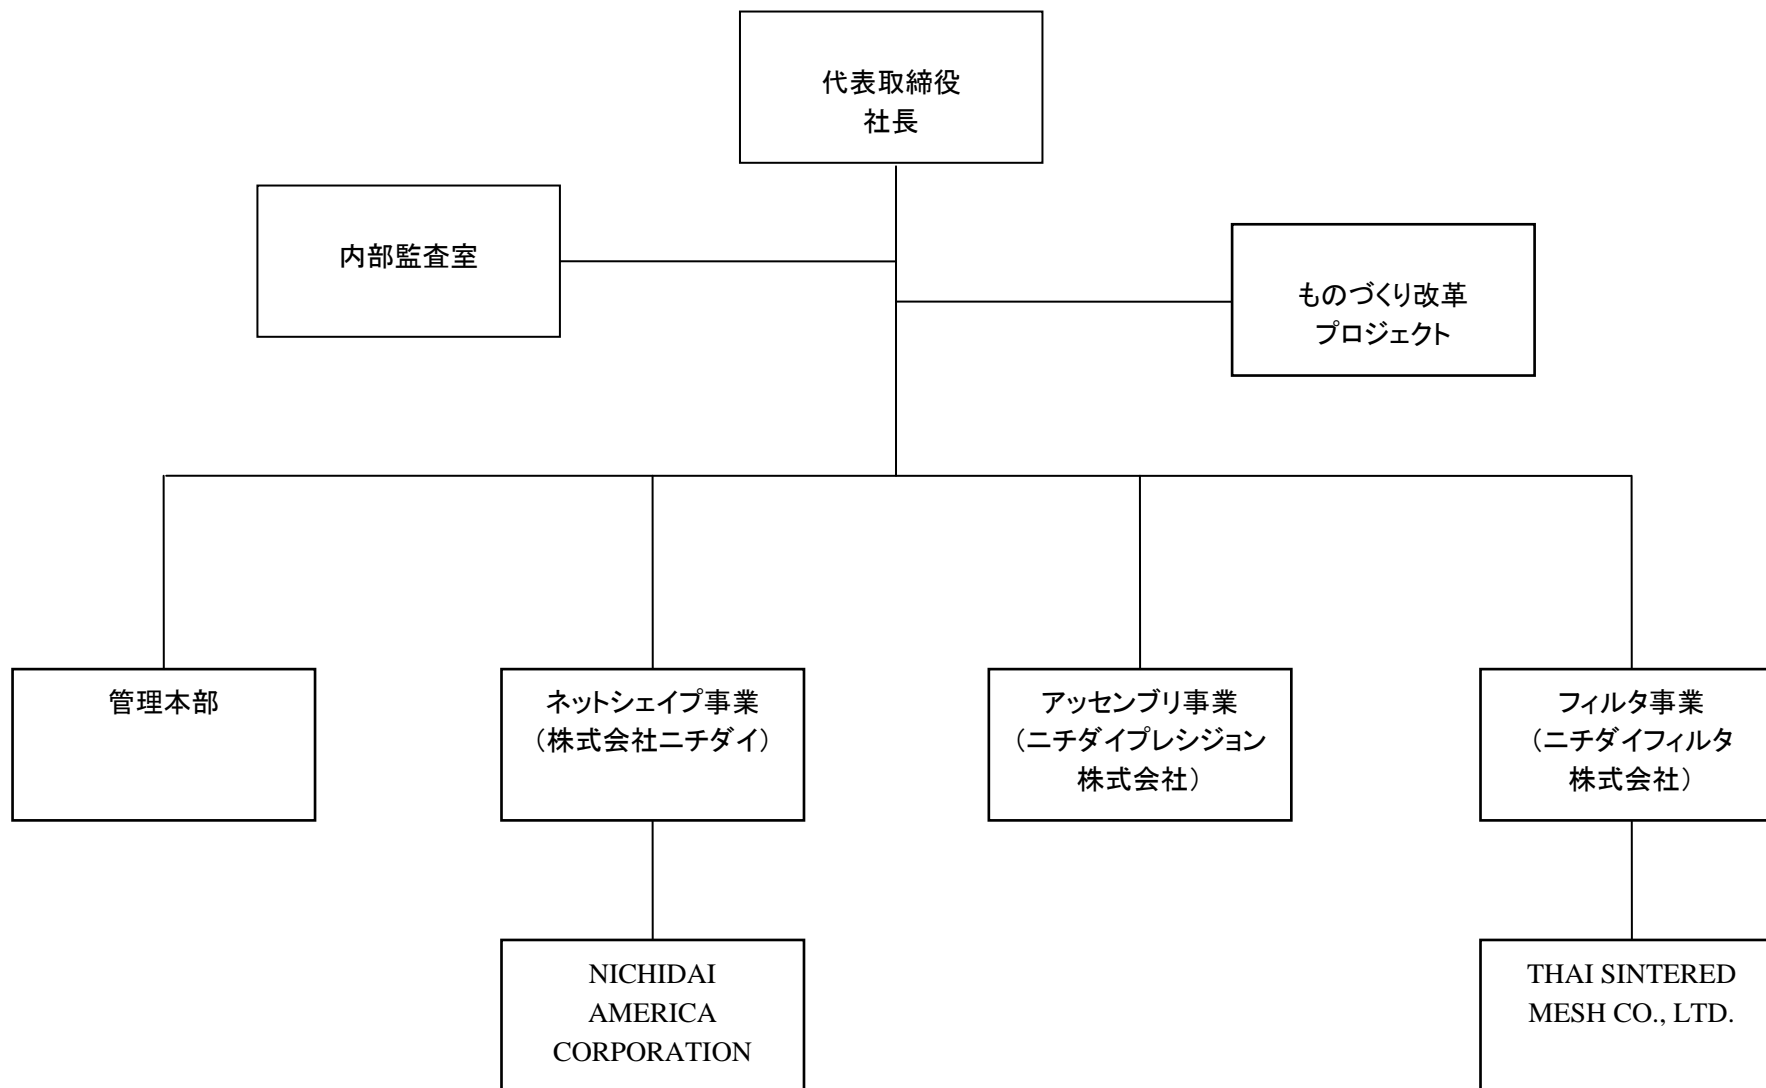 代表取締役
社長
内部監査室
ものづくり改革
プロジェクト
管理本部
ネットシェイプ事業
（株式会社ニチダイ）
アッセンブリ事業
（ニチダイプレシジョン
株式会社）
フィルタ事業
（ニチダイフィルタ
株式会社）
NICHIDAI
AMERICA
CORPORATION
THAI SINTERED
MESH CO., LTD.